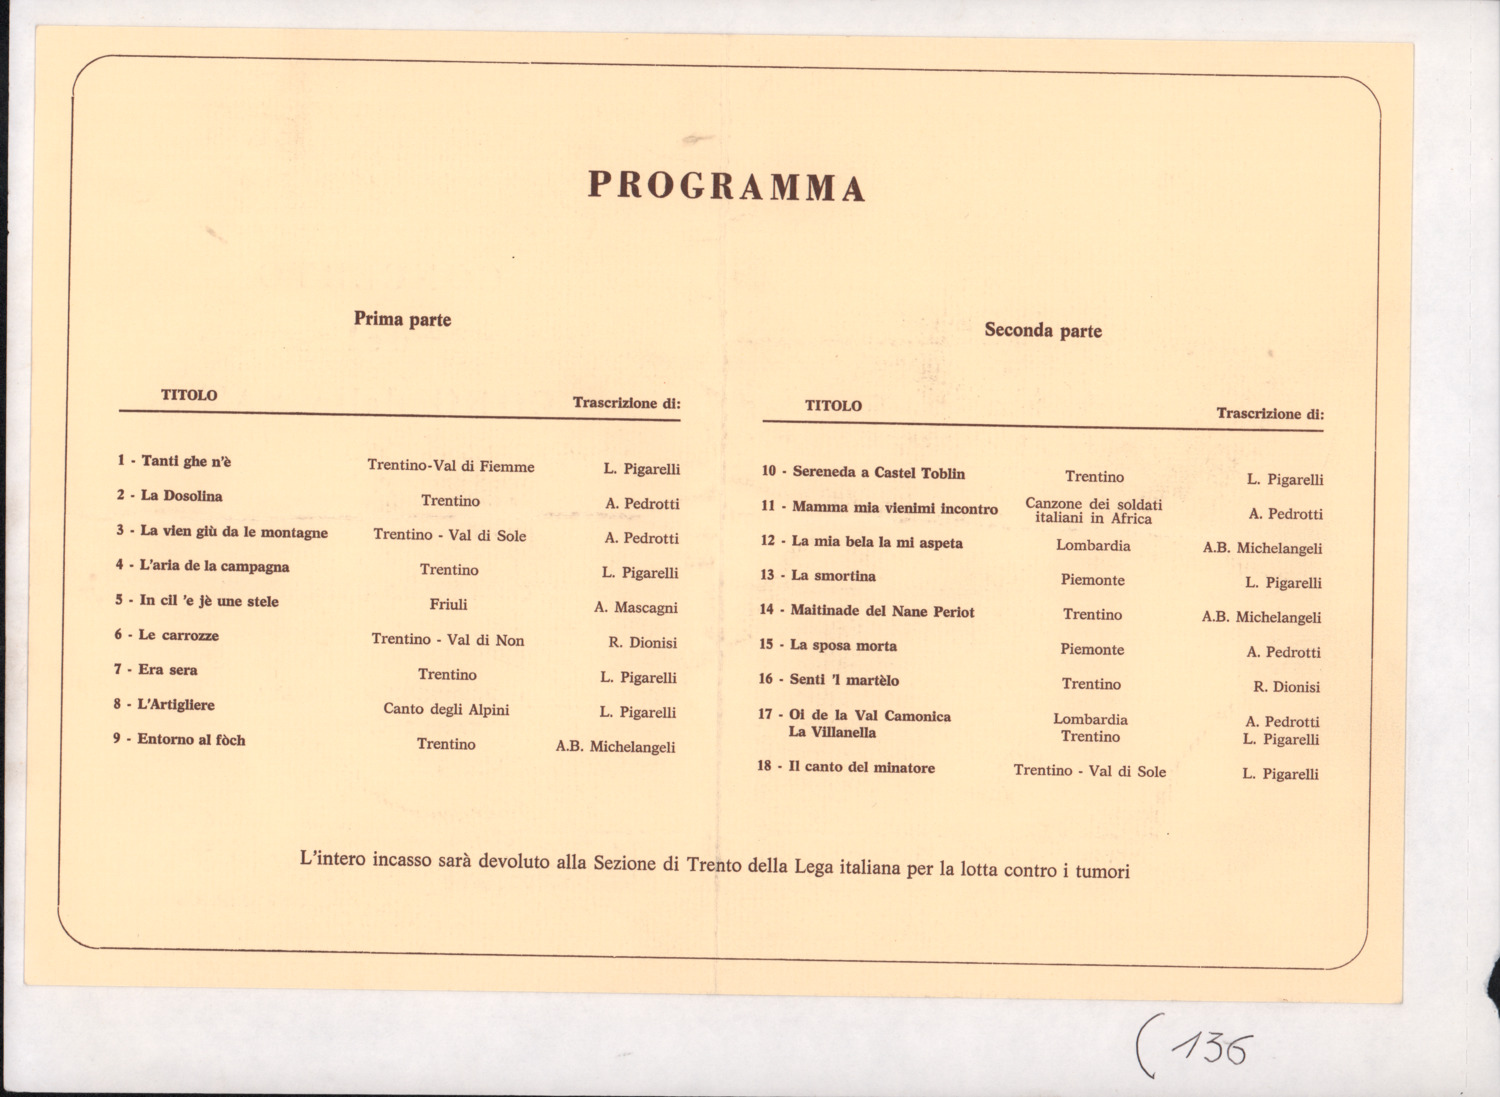 PROGRAMMA
Prima parte
TITOLO Trascrizione di:
1 - Tanti ghe n'è Trentino-Val di Fiemme L. Pigarelli
2 - La Dosolina Trentino A. Pedrotti
3 - La vien giù da le montagne Trentino - Val di Sole A. Pedrotti
4 - L'aria de la campagna Trentino L. Pigarelli
5 - In cil 'e jè une stele Friuli A. Mascagni
6 - Le carrozze Trentino - Val di Non R. Dionisi
7 - Era sera Trentino L. Pigarelli
8 - L'Artigliere Canto degli Alpini L. Pigarelli
9 - Entorno al fòch Trentino A.B. Michelangeli
Seconda parte
TITOLO Trascrizione di:
10 - Sereneda a Castel Toblin Trentino L. Pigarelli
11 - Mamma mia vienimi incontro Canzone dei soldati italiani in Africa A. Pedrotti
12 - La mia bela la mi aspeta Lombardia A.B. Michelangeli
13 - La smortina Piemonte L. Pigarelli
14 - Maitinade del Nane Periot Trentino A.B. Michelangeli
15 - La sposa morta Piemonte A. Pedrotti
16 - Senti 'l martèlo Trentino R. Dionisi
17 - Oi de la Val Camonica Lombardia A. Pedrotti
La Villanella Trentino L. Pigarelli
18 - Il canto del minatore Trentino - Val di Sole L. Pigarelli
L'intero incasso sarà devoluto alla Sezione di Trento della Lega italiana per la lotta contro i tumori
(136